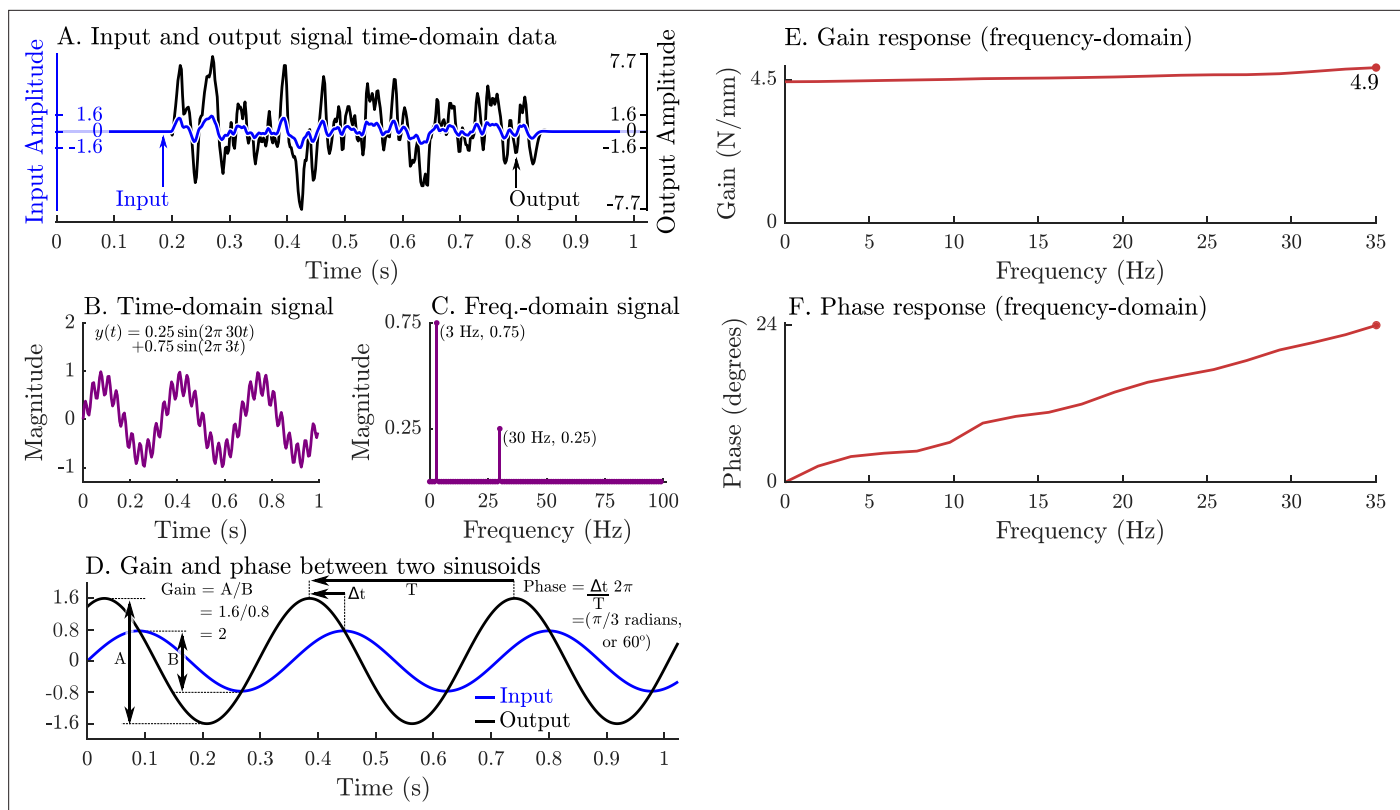 A. Input and output signal time-domain data
Input Amplitude
1.6
0
-1.6
Input
Output
7.7
1.6
0
-1.6
-7.7
Output Amplitude
0 0.1 0.2 0.3 0.4 0.5 0.6 0.7 0.8 0.9 1
Time (s)
B. Time-domain signal
y(t) = 0.25 sin(2π 30t)
+0.75 sin(2π 3t)
Magnitude
2
1
0
-1
0 0.2 0.4 0.6 0.8 1
Time (s)
C. Freq.-domain signal
Magnitude
0.75
0.25
(3 Hz, 0.75)
(30 Hz, 0.25)
0 25 50 75 100
Frequency (Hz)
D. Gain and phase between two sinusoids
1.6
0.8
0
-0.8
-1.6
Gain = A/B
= 1.6/0.8
= 2
A
B
T
Δt
Phase = Δt 2π
T
=(π/3 radians,
or 60º)
Input
Output
0 0.1 0.2 0.3 0.4 0.5 0.6 0.7 0.8 0.9 1
Time (s)
E. Gain response (frequency-domain)
Gain (N/mm)
4.5
0
4.9
0 5 10 15 20 25 30 35
Frequency (Hz)
F. Phase response (frequency-domain)
Phase (degrees)
24
0
0 5 10 15 20 25 30 35
Frequency (Hz)